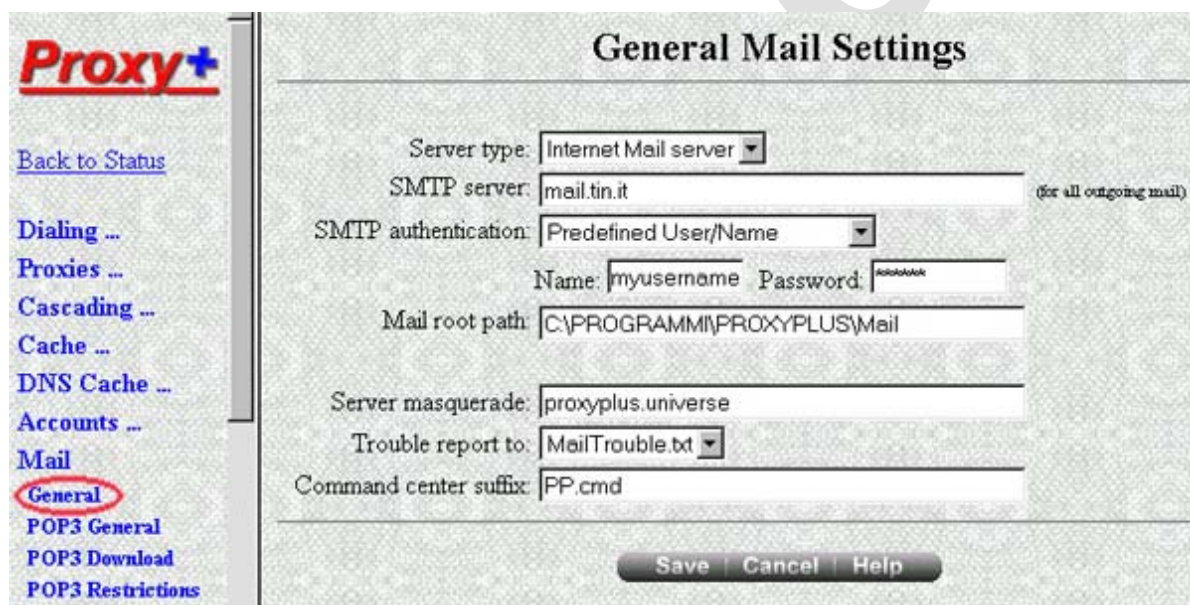 Proxy+
Back to Status
Dialing ...
Proxies ...
Cascading ...
Cache ...
DNS Cache ...
Accounts ...
Mail
General
POP3 General
POP3 Download
POP3 Restrictions
General Mail Settings
Server type: Internet Mail server
SMTP server: mail.tin.it (for all outgoing mail)
SMTP authentication: Predefined User/Name
Name: myusername Password: *******
Mail root path: C:\PROGRAMMI\PROXYPLUS\Mail
Server masquerade: proxyplus.universe
Trouble report to: MailTrouble.txt
Command center suffix: PP.cmd
Save | Cancel | Help